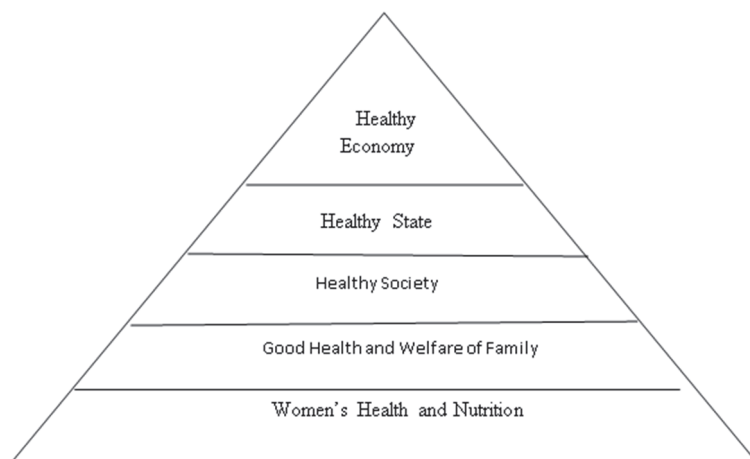 Healthy
Economy
Healthy State
Healthy Society
Good Health and Welfare of Family
Women's Health and Nutrition